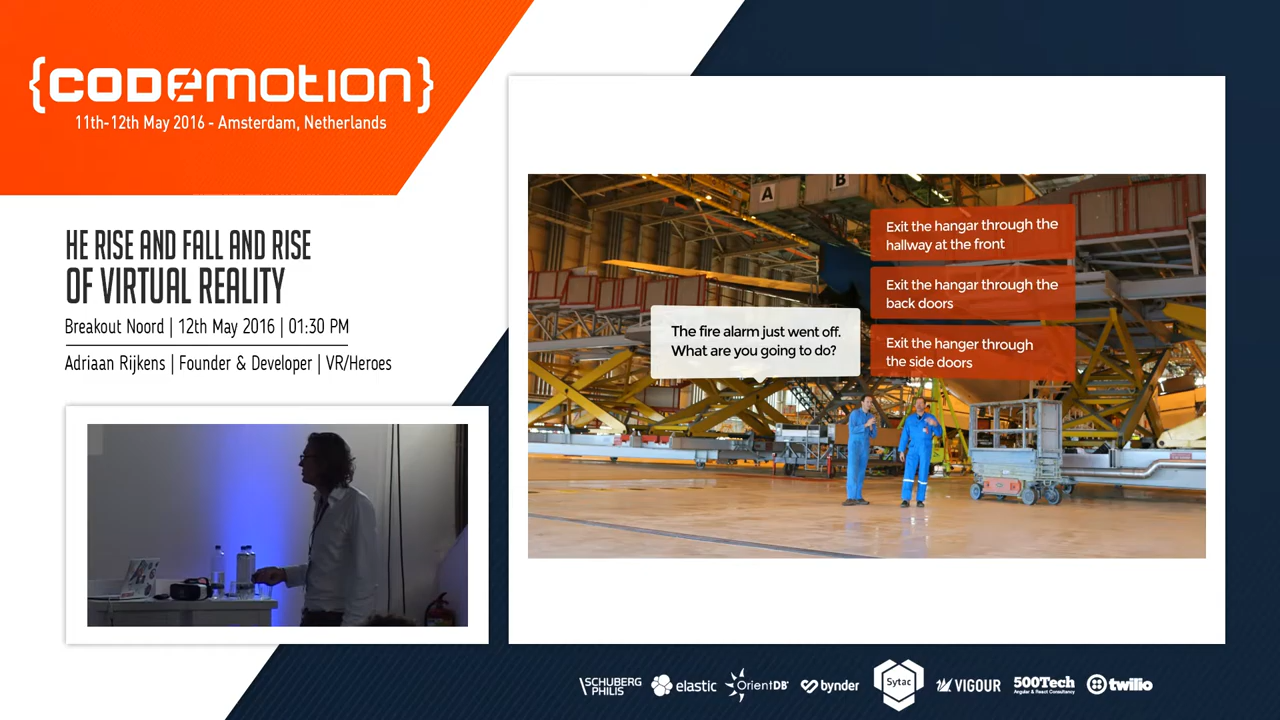 {CODEMOTION}
11th-12th May 2016 - Amsterdam, Netherlands
HE RISE AND FALL AND RISE
OF VIRTUAL REALITY
Breakout Noord | 12th May 2016 | 01:30 PM
Adriaan Rijkens | Founder & Developer | VR/Heroes
A
B
Exit the hangar through the
hallway at the front
Exit the hangar through the
back doors
Exit the hanger through
the side doors
The fire alarm just went off.
What are you going to do?
SCHUBERG
PHILIS
elastic
OrientDB
bynder
Sytac
VIGOUR
500Tech
Angular & React Consultancy
twilio